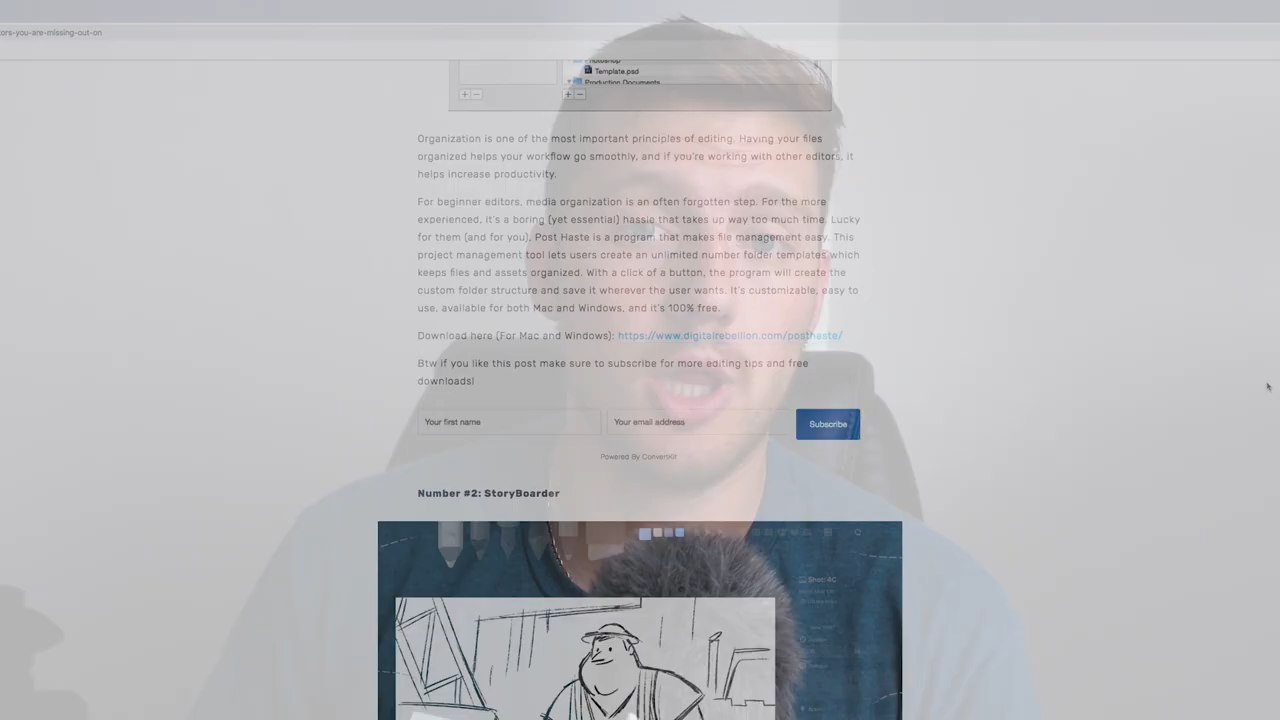 tors-you-are-missing-out-on
Photoshop
Template.psd
Production Documents
Organization is one of the most important principles of editing. Having your files
organized helps your workflow go smoothly, and if you're working with other editors, it
helps increase productivity.
For beginner editors, media organization is an often forgotten step. For the more
experienced, it's a boring (yet essential) hassle that takes up way too much time. Lucky
for them (and for you), Post Haste is a program that makes file management easy. This
project management tool lets users create an unlimited number folder templates which
keeps files and assets organized. With a click of a button, the program will create the
custom folder structure and save it wherever the user wants. It's customizable, easy to
use, available for both Mac and Windows, and it's 100% free.
Download here (For Mac and Windows): https://www.digitalrebellion.com/posthaste/
Btw if you like this post make sure to subscribe for more editing tips and free
downloads!
Your first name
Your email address
Subscribe
Powered By ConvertKit
Number #2: StoryBoarder
Shot: 4C